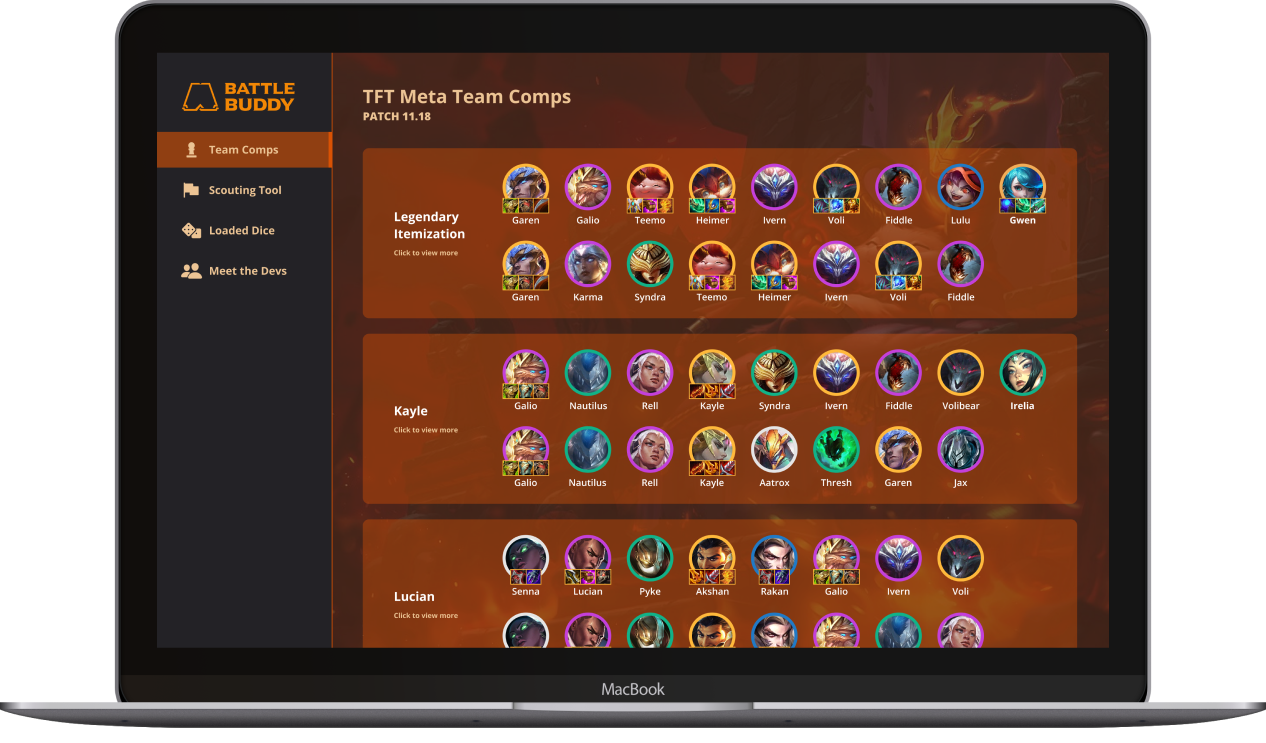 BATTLE
BUDDY
Team Comps
Scouting Tool
Loaded Dice
Meet the Devs
TFT Meta Team Comps
PATCH 11.18
Legendary
Itemization
Click to view more
Garen Galio Teemo Heimer Ivern Voli Fiddle Lulu Gwen
Garen Karma Syndra Teemo Heimer Ivern Voli Fiddle
Kayle
Click to view more
Galio Nautilus Rell Kayle Syndra Ivern Fiddle Volibear Irelia
Galio Nautilus Rell Kayle Aatrox Thresh Garen Jax
Lucian
Click to view more
Senna Lucian Pyke Akshan Rakan Galio Ivern Voli
MacBook